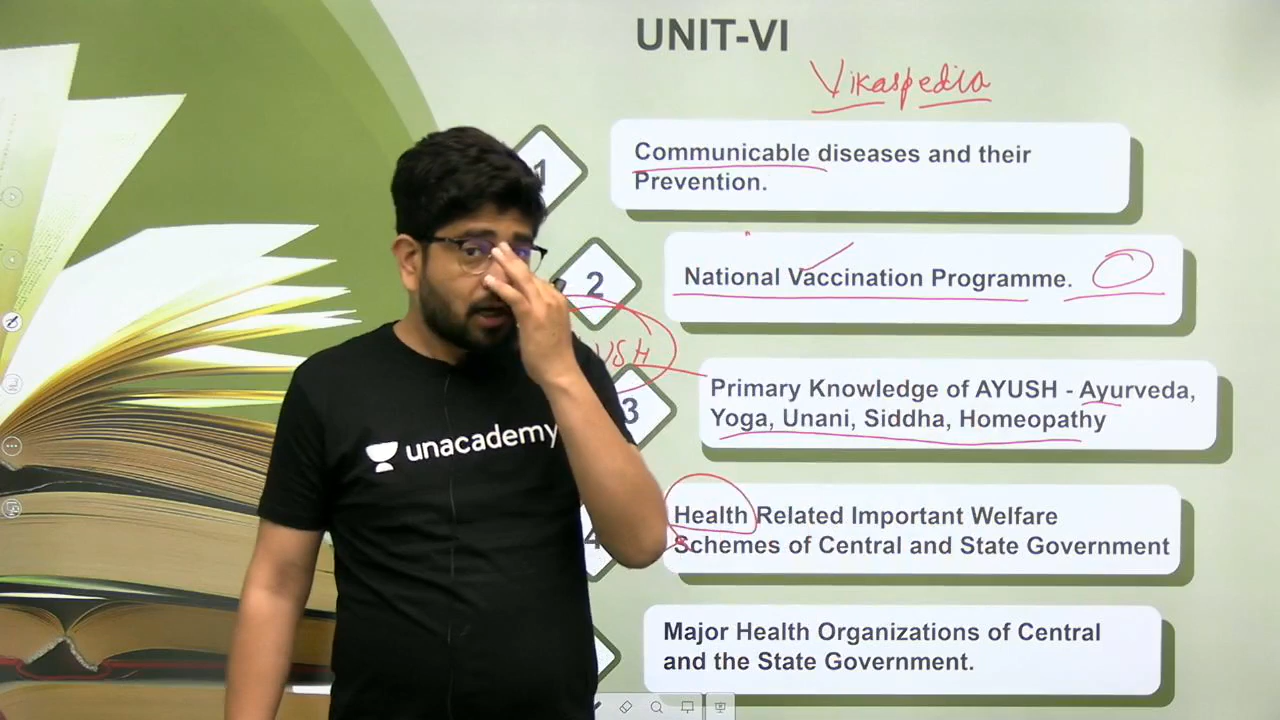 UNIT-VI
Vikaspedia
1
Communicable diseases and their
Prevention.
2
National Vaccination Programme.
USH
3
Primary Knowledge of AYUSH - Ayurveda,
Yoga, Unani, Siddha, Homeopathy
unacademy
4
Health Related Important Welfare
Schemes of Central and State Government
Major Health Organizations of Central
and the State Government.